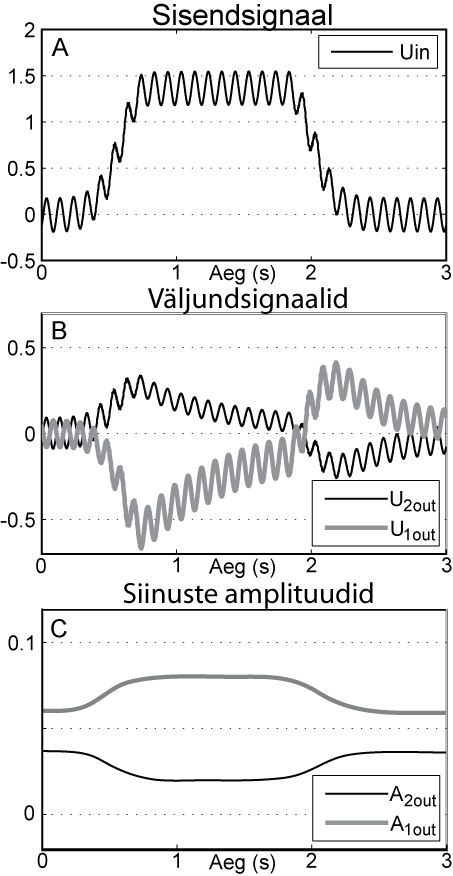 Sisendsignaal
A
Uin
2
1.5
1
0.5
0
-0.5
0
1
Aeg (s)
2
3
Väljundsignaalid
B
0.5
0
-0.5
U2out
U1out
0
1
Aeg (s)
2
3
Siinuste amplituudid
C
0.1
0
A2out
A1out
0
1
Aeg (s)
2
3